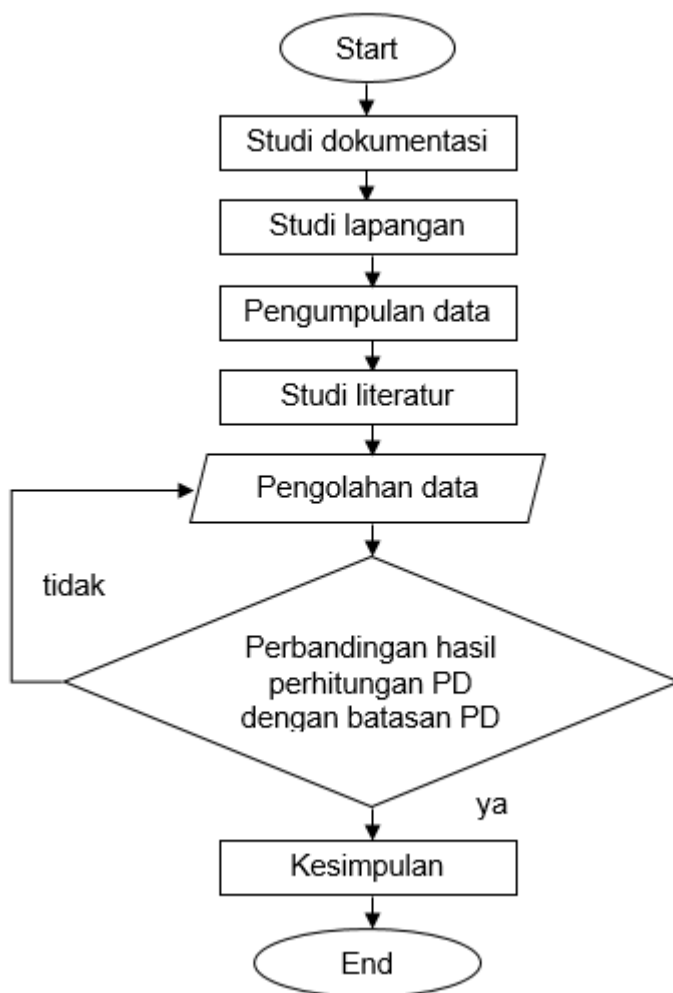 Start
Studi dokumentasi
Studi lapangan
Pengumpulan data
Studi literatur
Pengolahan data
tidak
Perbandingan hasil
perhitungan PD
dengan batasan PD
ya
Kesimpulan
End